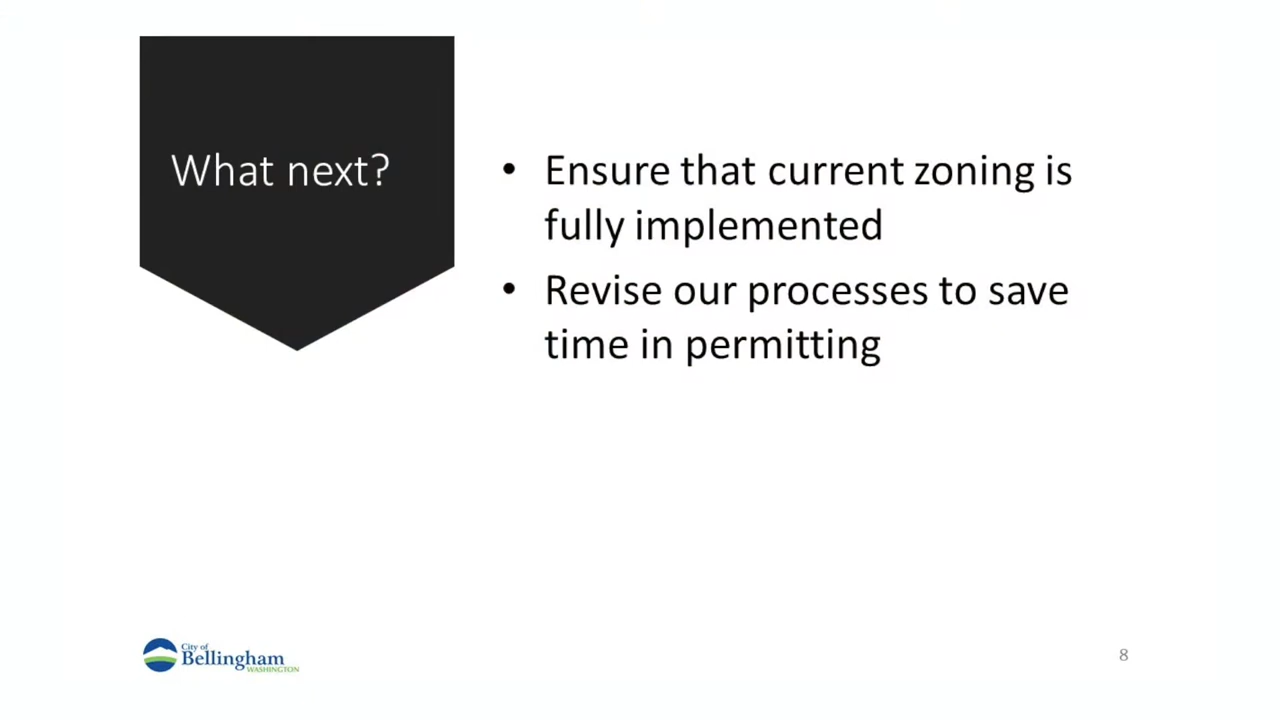 What next?
• Ensure that current zoning is
fully implemented
• Revise our processes to save
time in permitting
City of
Bellingham
WASHINGTON
8